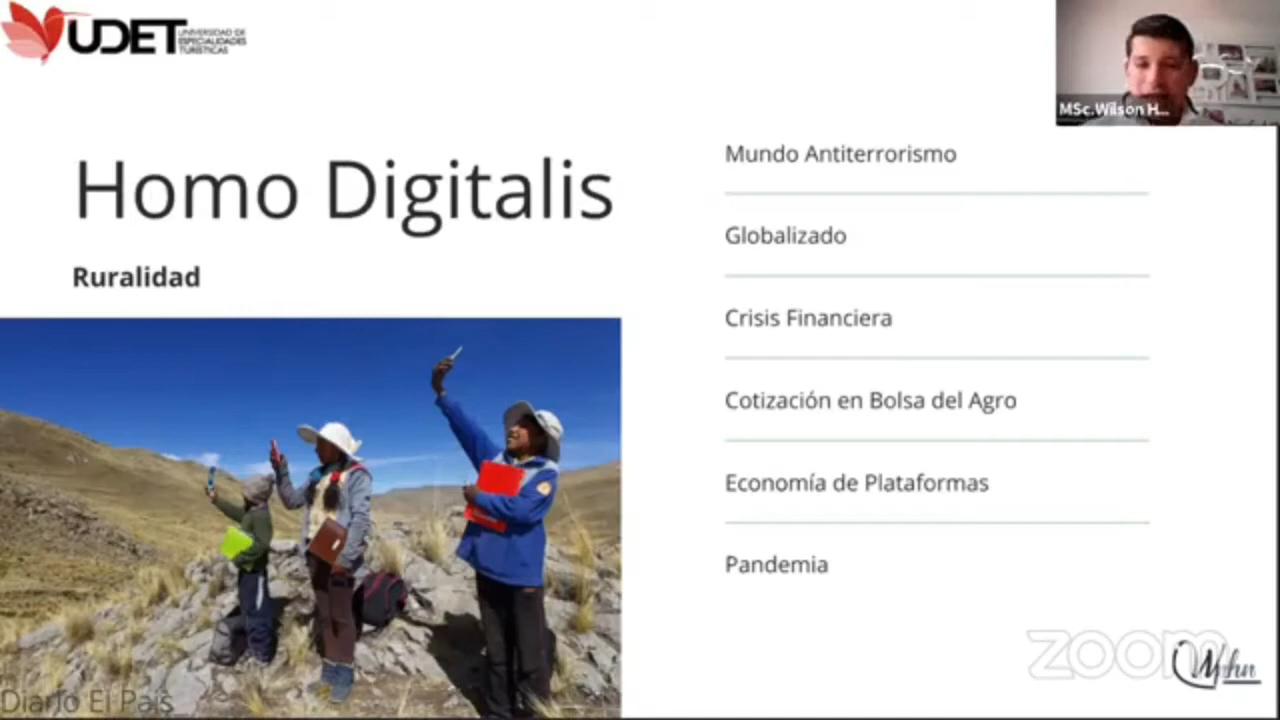 UDET
UNIVERSIDAD DE
ESPECIALIDADES
TURÍSTICAS
MSc.Wilson H...
Homo Digitalis
Ruralidad
Mundo Antiterrorismo
Globalizado
Crisis Financiera
Cotización en Bolsa del Agro
Economía de Plataformas
Pandemia
Diario El País
zoom